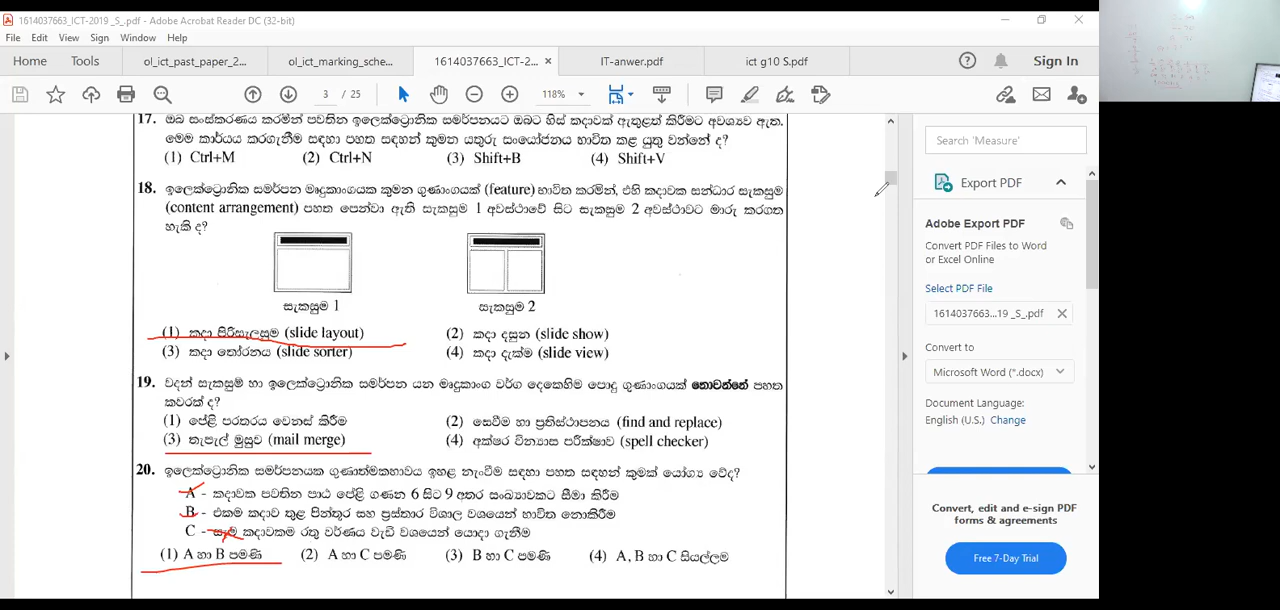 1614037663_ICT-2019 _S_.pdf - Adobe Acrobat Reader DC (32-bit)
File Edit View Sign Window Help
Home Tools ol_ict_past_paper_2... ol_ict_marking_sche... 1614037663_ICT-2... × IT-anwer.pdf ict g10 S.pdf Sign In
3 / 25 118%
17. ඔබ සංස්කරණය කරමින් පවතින ඉලෙක්ට්‍රොනික සමර්පනයට ඔබට හිස් කදාවක් ඇතුළත් කිරීමට අවශ්‍යව ඇත.
මෙම කාර්යය කරගැනීම සඳහා පහත සඳහන් කුමන යතුරු සංයෝජනය භාවිත කළ යුතු වන්නේ ද?
(1) Ctrl+M (2) Ctrl+N (3) Shift+B (4) Shift+V
18. ඉලෙක්ට්‍රොනික සමර්පන මෘදුකාංගයක කුමන ගුණාංගයක් (feature) භාවිත කරමින්, එහි කදාවක සන්ධාර සැකසුම
(content arrangement) පහත පෙන්වා ඇති සැකසුම 1 අවස්ථාවේ සිට සැකසුම 2 අවස්ථාවට මාරු කරගත
හැකි ද?
සැකසුම 1 සැකසුම 2
(1) කදා පිරිසැලසුම (slide layout) (2) කදා දසුන (slide show)
(3) කදා තෝරනය (slide sorter) (4) කදා දැක්ම (slide view)
19. වදන් සැකසුම් හා ඉලෙක්ට්‍රොනික සමර්පන යන මෘදුකාංග වර්ග දෙකෙහිම පොදු ගුණාංගයක් නොවන්නේ පහත
කවරක් ද?
(1) පේළි පරතරය වෙනස් කිරීම (2) සෙවීම හා ප්‍රතිස්ථාපනය (find and replace)
(3) තැපැල් මුසුව (mail merge) (4) අක්ෂර වින්‍යාස පරීක්ෂාව (spell checker)
20. ඉලෙක්ට්‍රොනික සමර්පනයක ගුණාත්මකභාවය ඉහළ නැංවීම සඳහා පහත සඳහන් කුමක් යෝග්‍ය වේද?
A - කදාවක පවතින පාඨ පේළි ගණන 6 සිට 9 අතර සංඛ්‍යාවකට සීමා කිරීම
B - එකම කදාව තුළ පින්තූර සහ ප්‍රස්තාර විශාල වශයෙන් භාවිත නොකිරීම
C - සෑම කදාවකම රතු වර්ණය වැඩි වශයෙන් යොදා ගැනීම
(1) A හා B පමණි (2) A හා C පමණි (3) B හා C පමණි (4) A, B හා C සියල්ලම
Search 'Measure'
Export PDF
Adobe Export PDF
Convert PDF Files to Word
or Excel Online
Select PDF File
1614037663...19 _S_.pdf ×
Convert to
Microsoft Word (*.docx)
Document Language:
English (U.S.) Change
Convert, edit and e-sign PDF
forms & agreements
Free 7-Day Trial